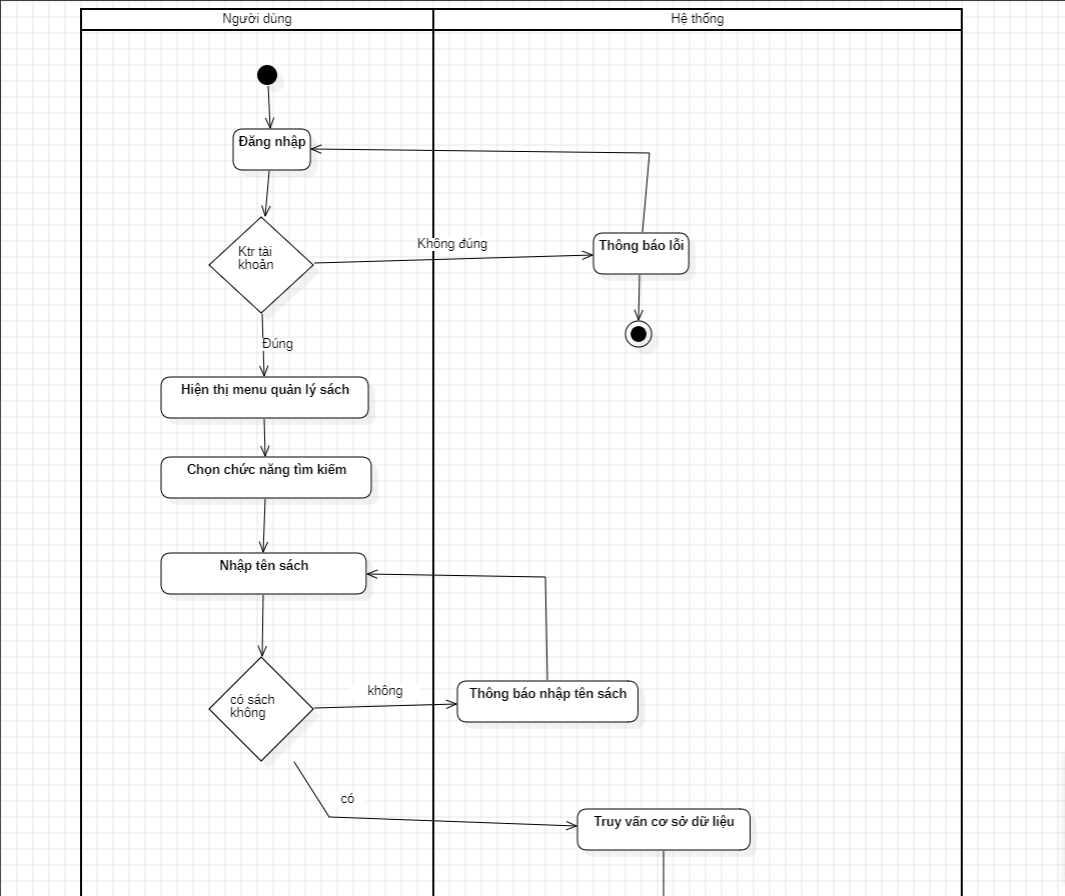 Người dùng
Hệ thống
Đăng nhập
Ktr tài
khoản
Không đúng
Thông báo lỗi
Đúng
Hiện thị menu quản lý sách
Chọn chức năng tìm kiếm
Nhập tên sách
có sách
không
không
Thông báo nhập tên sách
có
Truy vấn cơ sở dữ liệu